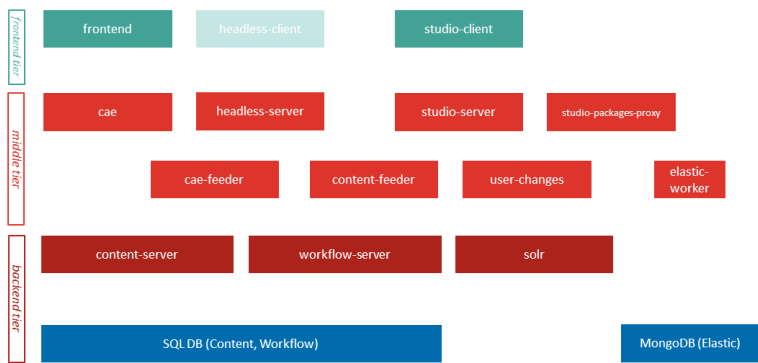 frontend tier
frontend
headless-client
studio-client
middle tier
cae
headless-server
studio-server
studio-packages-proxy
cae-feeder
content-feeder
user-changes
elastic-
worker
backend tier
content-server
workflow-server
solr
SQL DB (Content, Workflow)
MongoDB (Elastic)